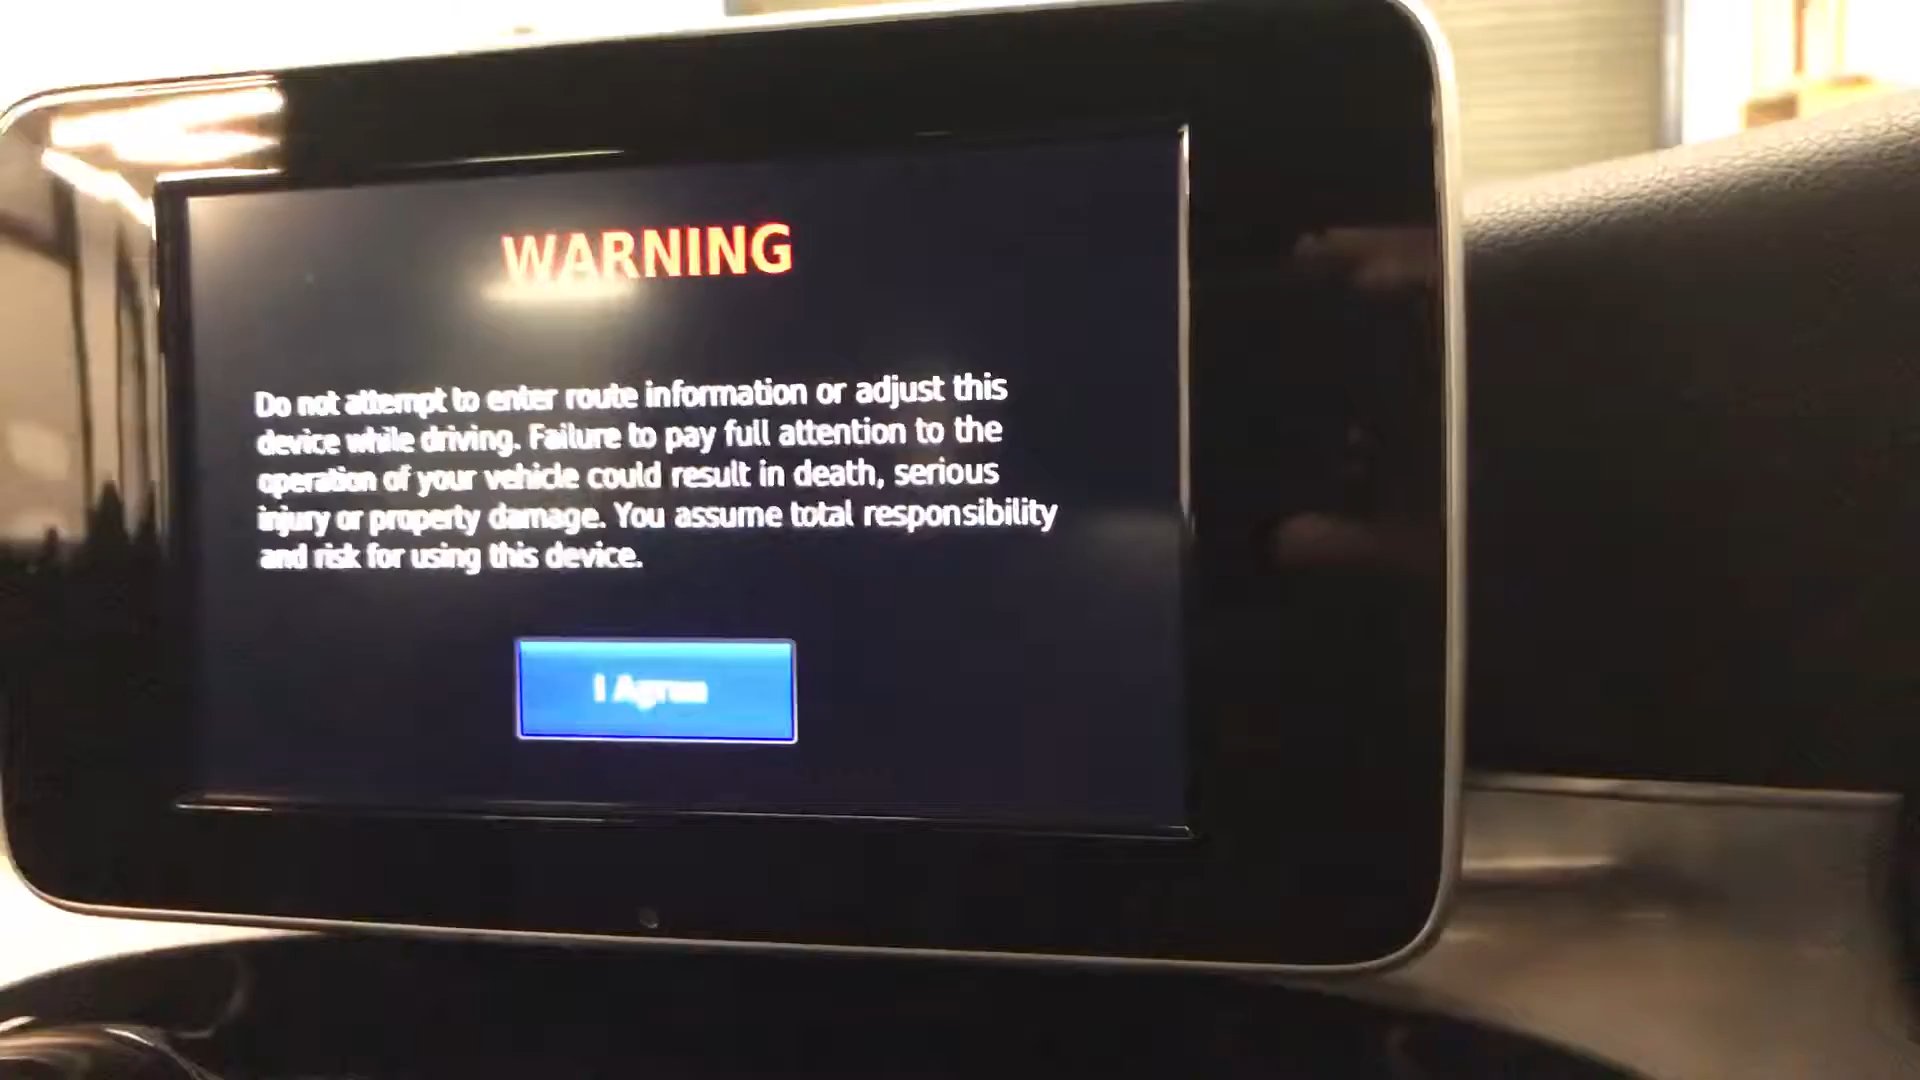 WARNING
Do not attempt to enter route information or adjust this
device while driving. Failure to pay full attention to the
operation of your vehicle could result in death, serious
injury or property damage. You assume total responsibility
and risk for using this device.
I Agree